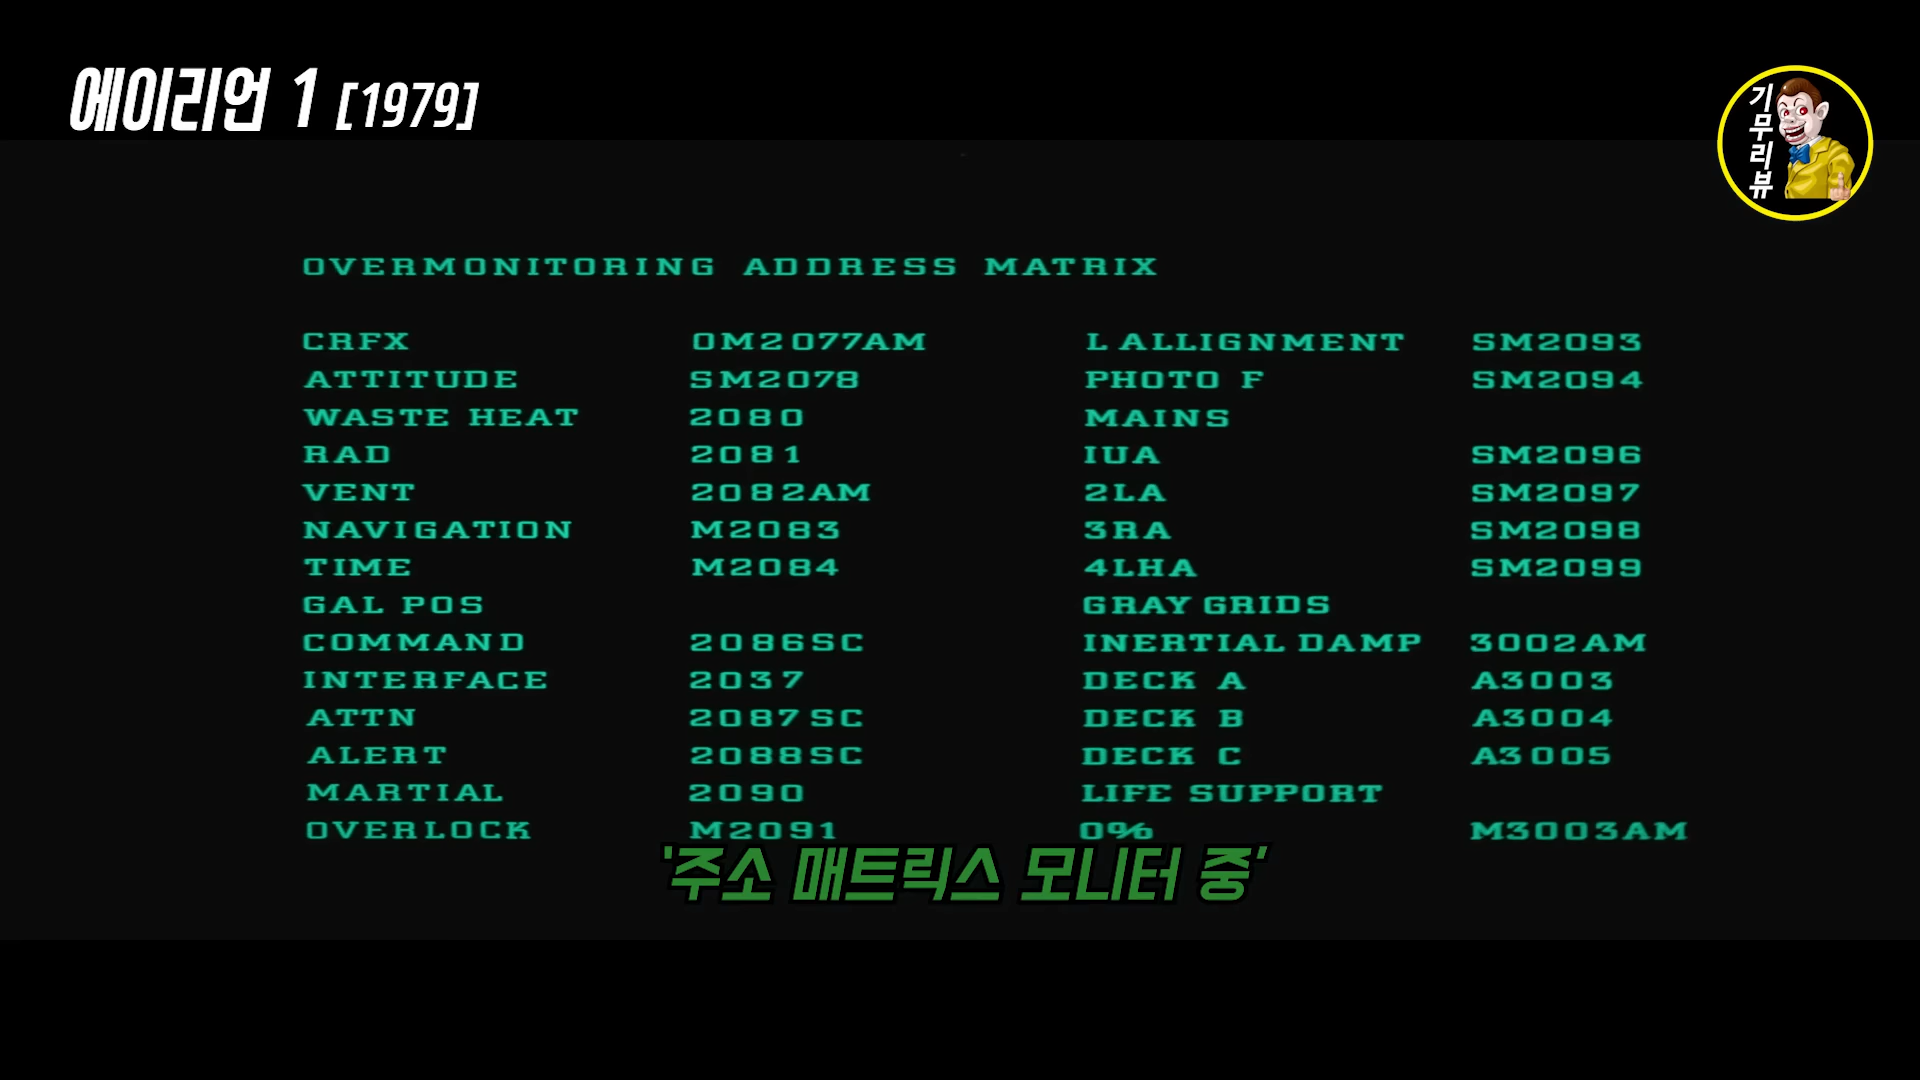 에이리언 1 [1979]
기무리뷰
OVERMONITORING ADDRESS MATRIX
CRFX 0M2077AM L ALLIGNMENT SM2093
ATTITUDE SM2078 PHOTO F SM2094
WASTE HEAT 2080 MAINS
RAD 2081 IUA SM2096
VENT 2082AM 2LA SM2097
NAVIGATION M2083 3RA SM2098
TIME M2084 4LHA SM2099
GAL POS GRAY GRIDS
COMMAND 2086SC INERTIAL DAMP 3002AM
INTERFACE 2037 DECK A A3003
ATTN 2087SC DECK B A3004
ALERT 2088SC DECK C A3005
MARTIAL 2090 LIFE SUPPORT
OVERLOCK M2091 0% M3003AM
'주소 매트릭스 모니터 중'